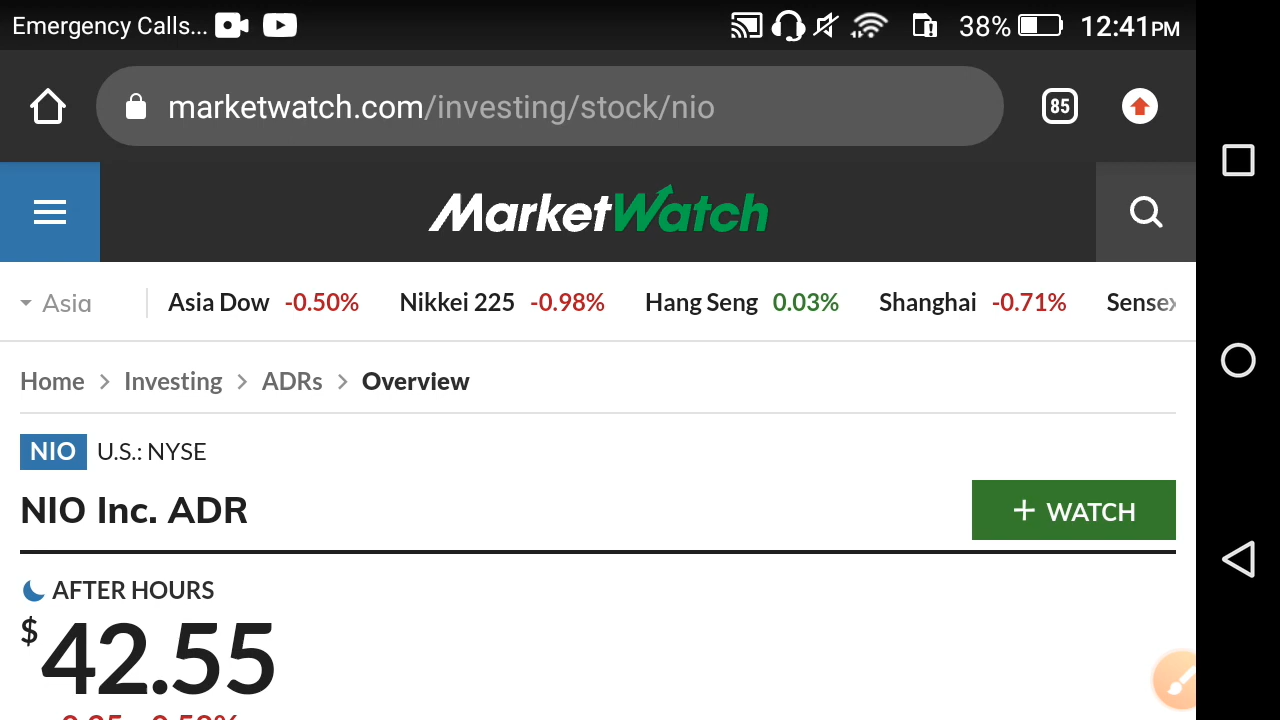 Emergency Calls... 38% 12:41PM
marketwatch.com/investing/stock/nio 85
MarketWatch
Asia Asia Dow -0.50% Nikkei 225 -0.98% Hang Seng 0.03% Shanghai -0.71% Sensex
Home > Investing > ADRs > Overview
NIO U.S.: NYSE
NIO Inc. ADR + WATCH
AFTER HOURS
$42.55